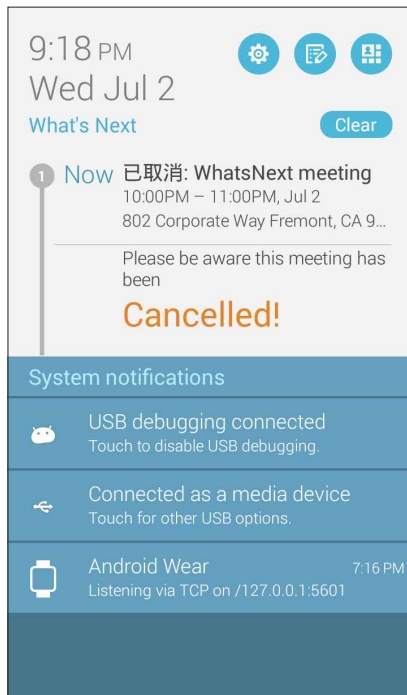 9:18 PM
Wed Jul 2
What's Next
Clear
1
Now
已取消: WhatsNext meeting
10:00PM – 11:00PM, Jul 2
802 Corporate Way Fremont, CA 9...
Please be aware this meeting has
been
Cancelled!
System notifications
USB debugging connected
Touch to disable USB debugging.
Connected as a media device
Touch for other USB options.
Android Wear
7:16 PM
Listening via TCP on /127.0.0.1:5601